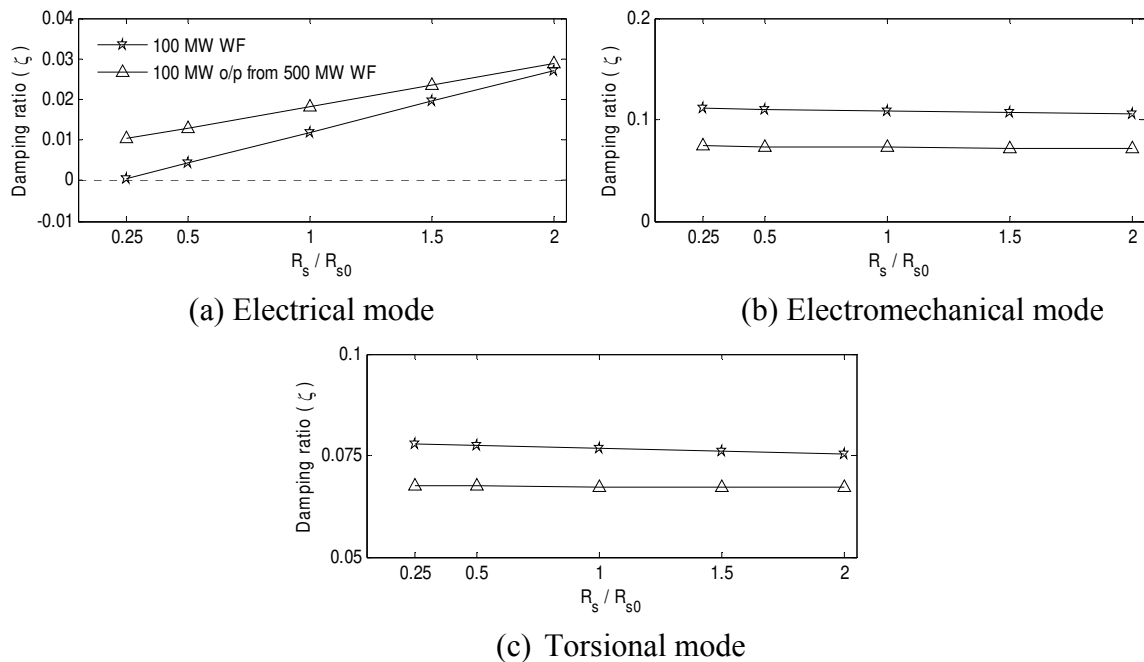 0.04
0.03
0.02
0.01
0
-0.01
Damping ratio ( ζ )
100 MW WF
100 MW o/p from 500 MW WF
0.25 0.5 1 1.5 2
R_s / R_s0
(a) Electrical mode
0.2
0.1
0
Damping ratio ( ζ )
0.25 0.5 1 1.5 2
R_s / R_s0
(b) Electromechanical mode
0.1
0.075
0.05
Damping ratio ( ζ )
0.25 0.5 1 1.5 2
R_s / R_s0
(c) Torsional mode